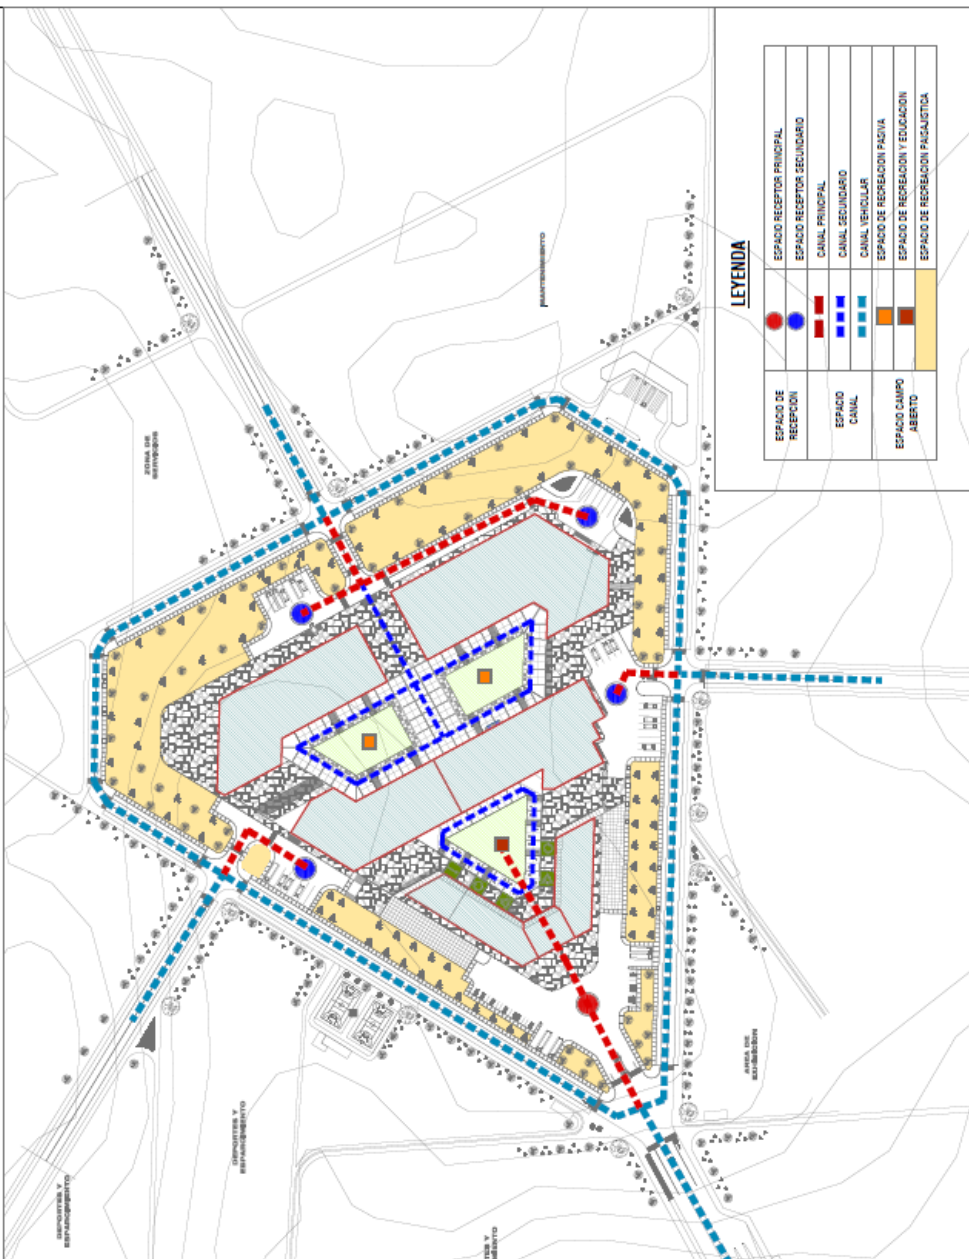 LEYENDA
ESPACIO DE
RECEPCION
ESPACIO RECEPTOR PRINCIPAL
ESPACIO RECEPTOR SECUNDARIO
ESPACIO
CANAL
CANAL PRINCIPAL
CANAL SECUNDARIO
CANAL VEHICULAR
ESPACIO CAMPO
ABIERTO
ESPACIO DE RECREACION PASIVA
ESPACIO DE RECREACION Y EDUCACION
ESPACIO DE RECREACION PAISAJISTICA
MANTENIMIENTO
ZONA DE
SERVICIOS
AREA DE
EXHIBICION
DEPORTES Y
ESPARCIMIENTO
DEPORTES Y
ESPARCIMIENTO